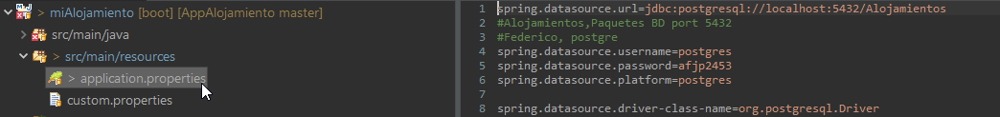 > miAlojamiento [boot] [AppAlojamiento master]
> src/main/java
> src/main/resources
> application.properties
custom.properties
1 spring.datasource.url=jdbc:postgresql://localhost:5432/Alojamientos
2 #Alojamientos,Paquetes BD port 5432
3 #Federico, postgre
4 spring.datasource.username=postgres
5 spring.datasource.password=afjp2453
6 spring.datasource.platform=postgres
7
8 spring.datasource.driver-class-name=org.postgresql.Driver